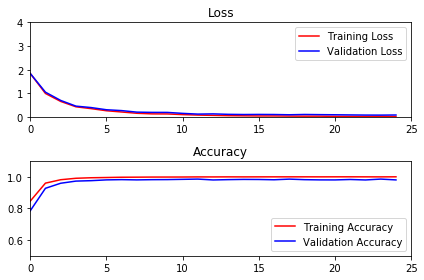 Loss
4
3
2
1
0
Training Loss
Validation Loss
0 5 10 15 20 25
Accuracy
1.0
0.8
0.6
Training Accuracy
Validation Accuracy
0 5 10 15 20 25